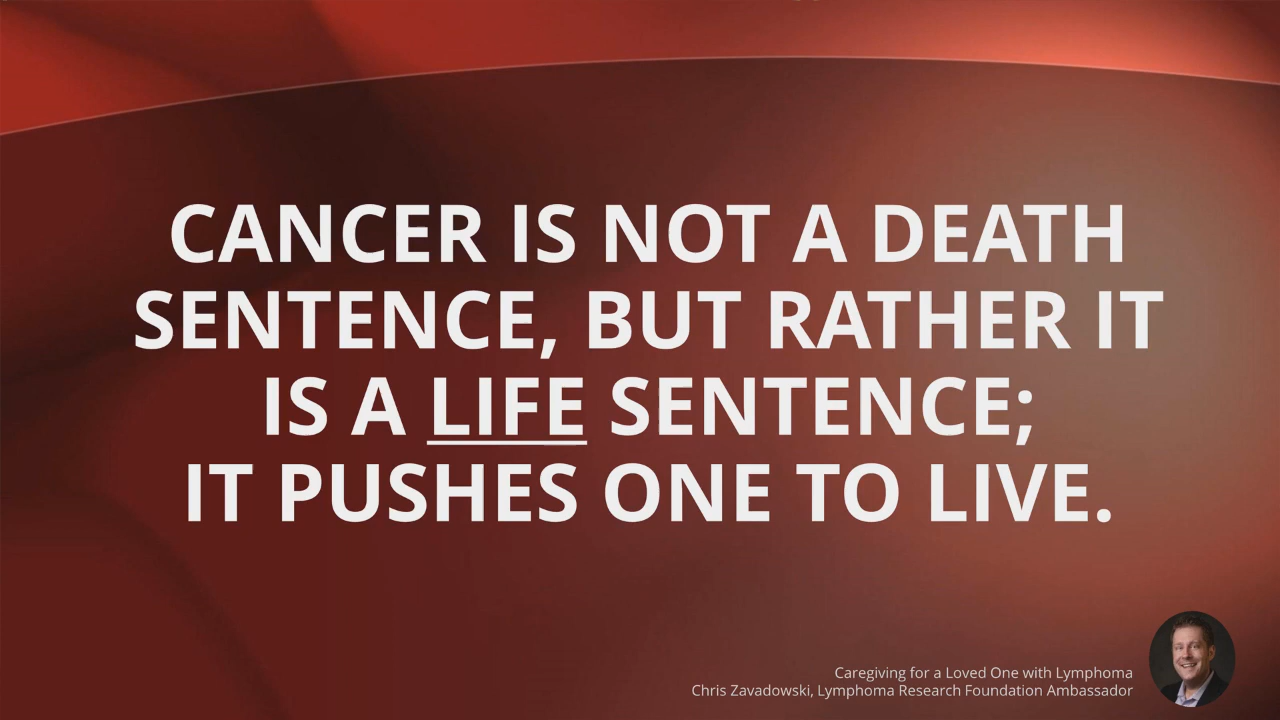 CANCER IS NOT A DEATH
SENTENCE, BUT RATHER IT
IS A LIFE SENTENCE;
IT PUSHES ONE TO LIVE.
Caregiving for a Loved One with Lymphoma
Chris Zavadowski, Lymphoma Research Foundation Ambassador